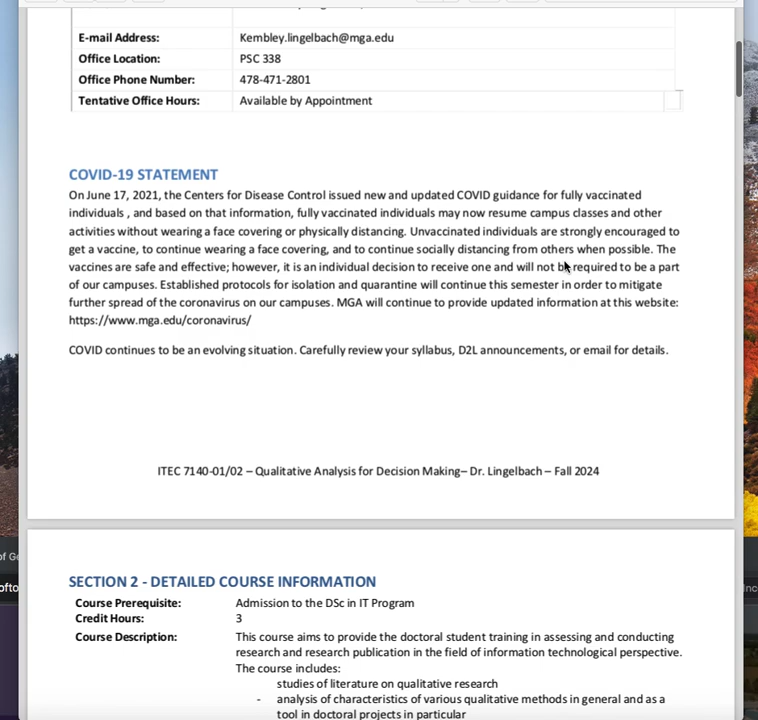 E-mail Address: Kembley.lingelbach@mga.edu
Office Location: PSC 338
Office Phone Number: 478-471-2801
Tentative Office Hours: Available by Appointment
COVID-19 STATEMENT
On June 17, 2021, the Centers for Disease Control issued new and updated COVID guidance for fully vaccinated
individuals , and based on that information, fully vaccinated individuals may now resume campus classes and other
activities without wearing a face covering or physically distancing. Unvaccinated individuals are strongly encouraged to
get a vaccine, to continue wearing a face covering, and to continue socially distancing from others when possible. The
vaccines are safe and effective; however, it is an individual decision to receive one and will not be required to be a part
of our campuses. Established protocols for isolation and quarantine will continue this semester in order to mitigate
further spread of the coronavirus on our campuses. MGA will continue to provide updated information at this website:
https://www.mga.edu/coronavirus/
COVID continues to be an evolving situation. Carefully review your syllabus, D2L announcements, or email for details.
ITEC 7140-01/02 – Qualitative Analysis for Decision Making– Dr. Lingelbach – Fall 2024
SECTION 2 - DETAILED COURSE INFORMATION
Course Prerequisite: Admission to the DSc in IT Program
Credit Hours: 3
Course Description: This course aims to provide the doctoral student training in assessing and conducting
research and research publication in the field of information technological perspective.
The course includes:
studies of literature on qualitative research
- analysis of characteristics of various qualitative methods in general and as a
tool in doctoral projects in particular